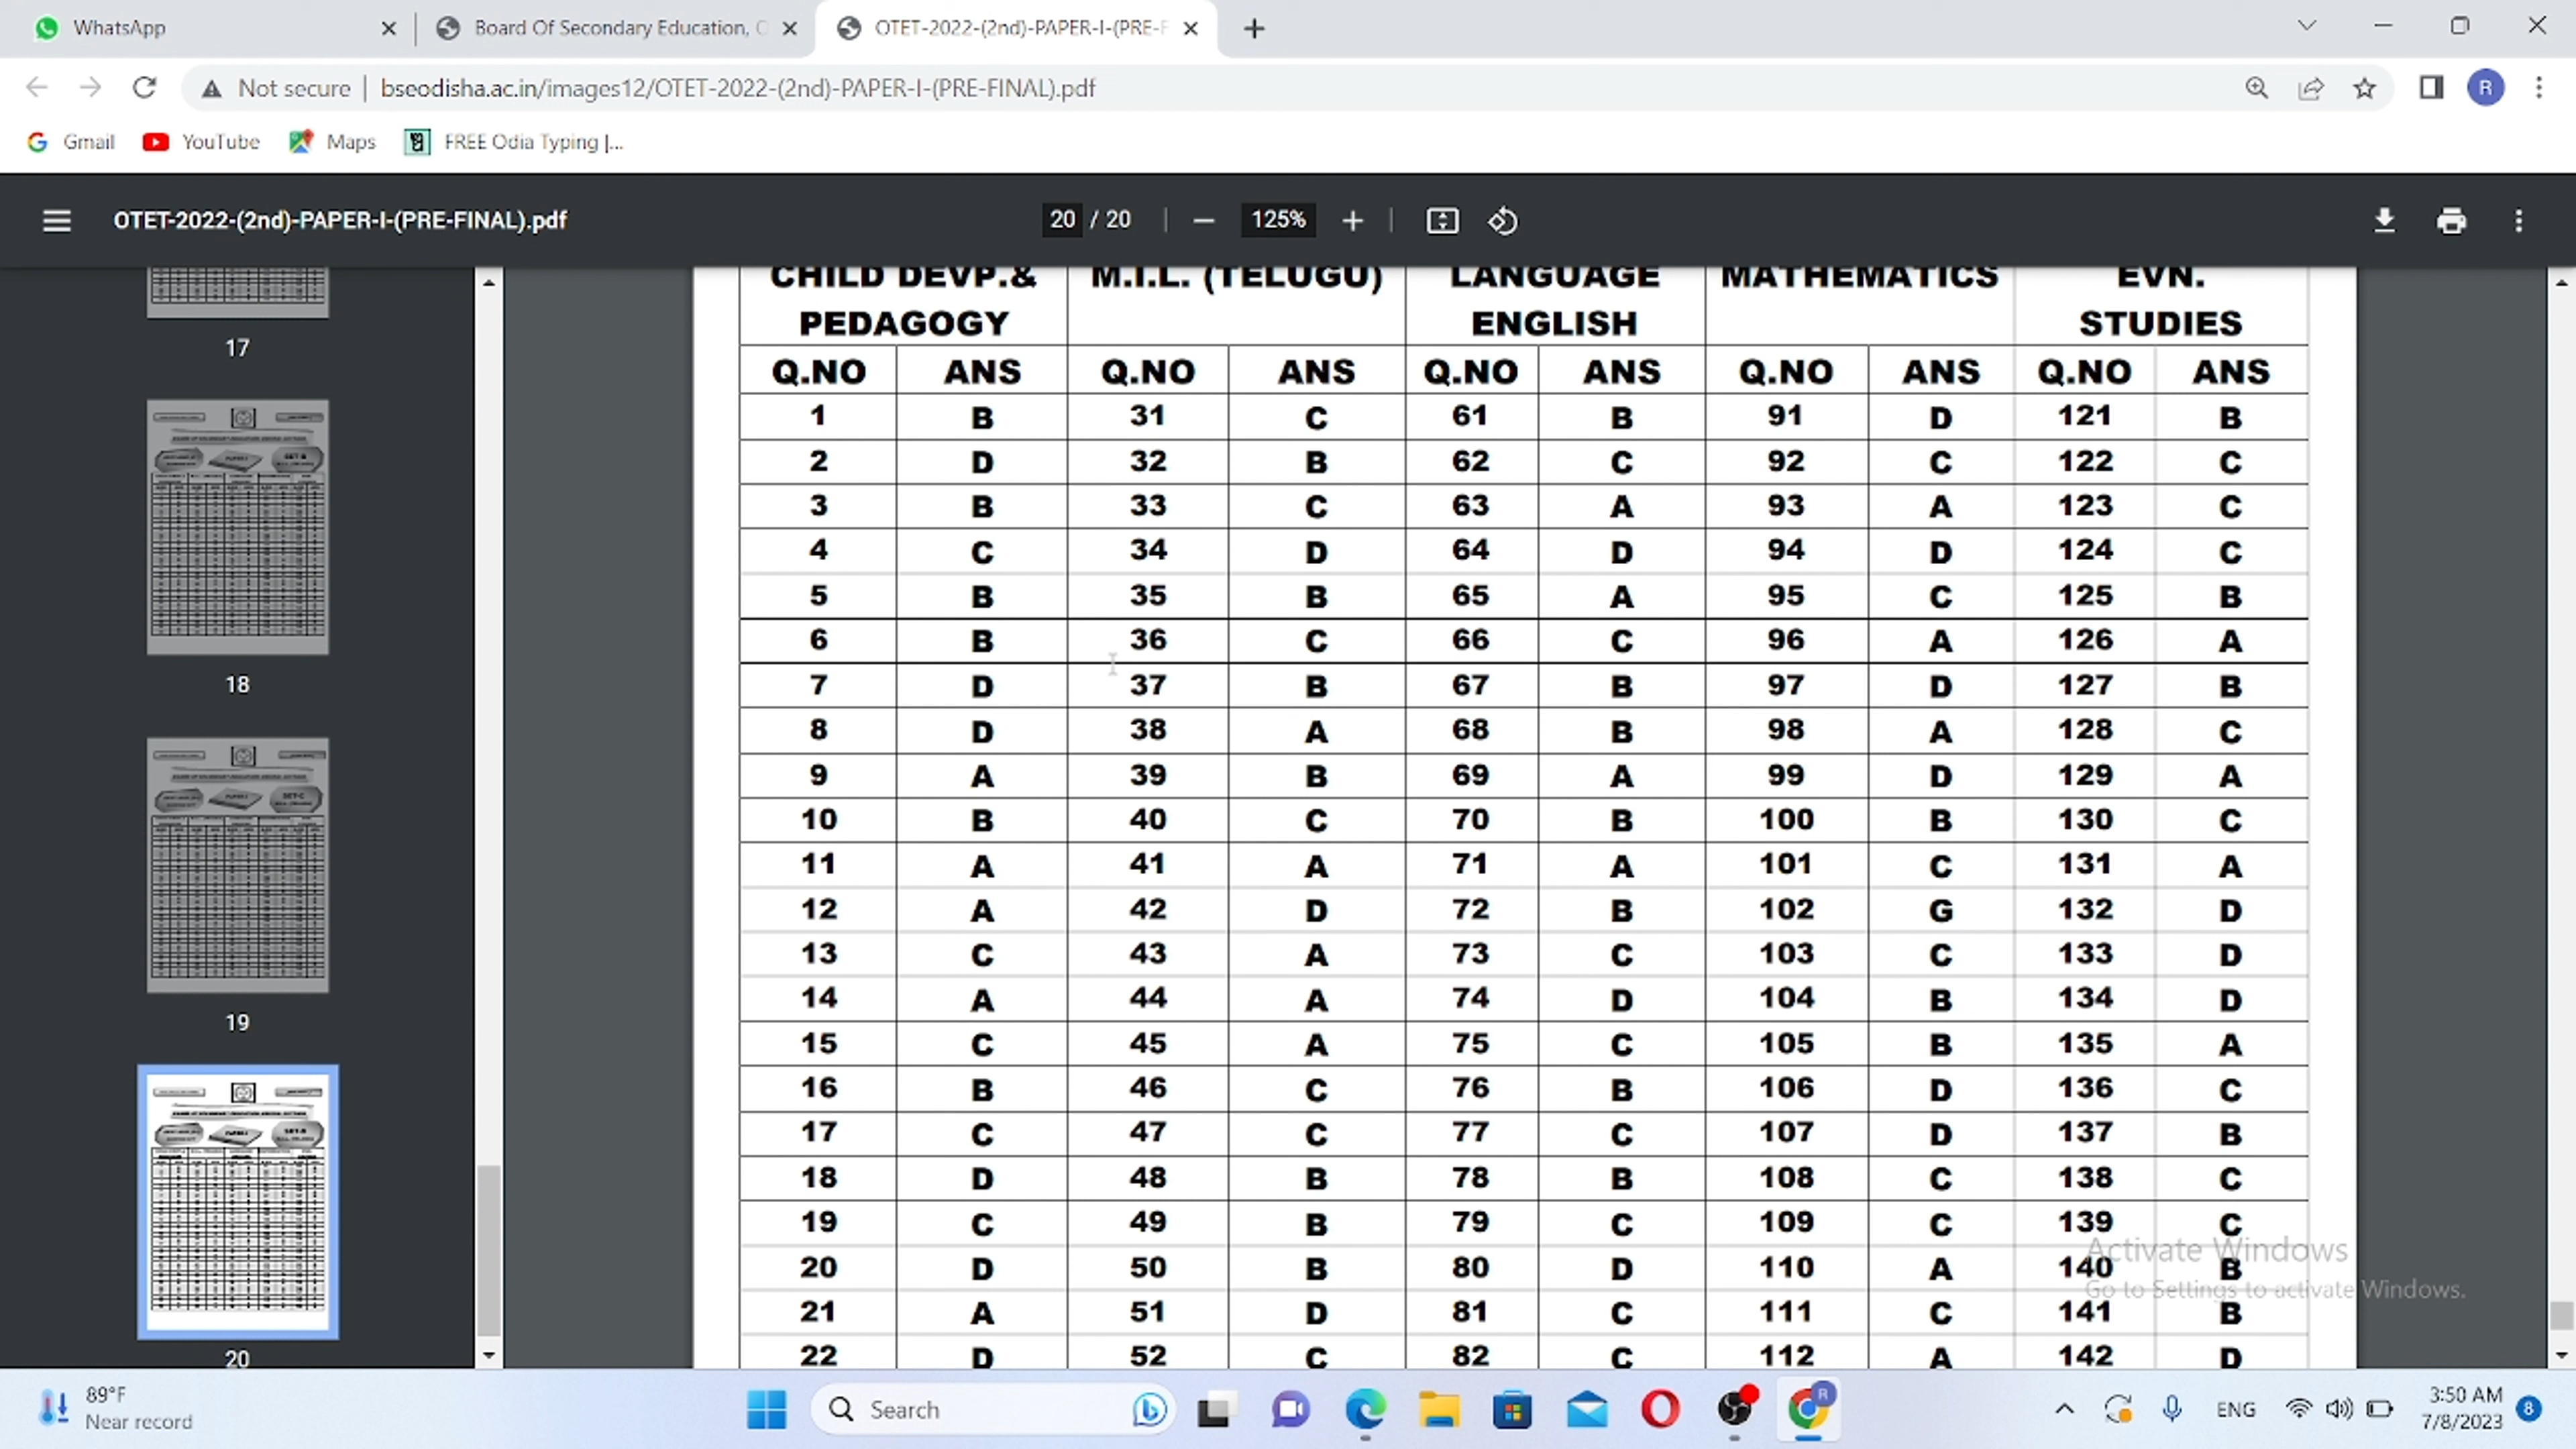 WhatsApp
Board Of Secondary Education, O
OTET-2022-(2nd)-PAPER-I-(PRE-F
Not secure | bseodisha.ac.in/images12/OTET-2022-(2nd)-PAPER-I-(PRE-FINAL).pdf
R
Gmail YouTube Maps FREE Odia Typing |...
OTET-2022-(2nd)-PAPER-I-(PRE-FINAL).pdf 20 / 20 125%
17
18
19
20
CHILD DEVP.& M.I.L. (TELUGU) LANGUAGE MATHEMATICS EVN.
PEDAGOGY ENGLISH STUDIES
Q.NO ANS Q.NO ANS Q.NO ANS Q.NO ANS Q.NO ANS
1 B 31 C 61 B 91 D 121 B
2 D 32 B 62 C 92 C 122 C
3 B 33 C 63 A 93 A 123 C
4 C 34 D 64 D 94 D 124 C
5 B 35 B 65 A 95 C 125 B
6 B 36 C 66 C 96 A 126 A
7 D 37 B 67 B 97 D 127 B
8 D 38 A 68 B 98 A 128 C
9 A 39 B 69 A 99 D 129 A
10 B 40 C 70 B 100 B 130 C
11 A 41 A 71 A 101 C 131 A
12 A 42 D 72 B 102 G 132 D
13 C 43 A 73 C 103 C 133 D
14 A 44 A 74 D 104 B 134 D
15 C 45 A 75 C 105 B 135 A
16 B 46 C 76 B 106 D 136 C
17 C 47 C 77 C 107 D 137 B
18 D 48 B 78 B 108 C 138 C
19 C 49 B 79 C 109 C 139 C
20 D 50 B 80 D 110 A 140 B
21 A 51 D 81 C 111 C 141 B
22 D 52 C 82 C 112 A 142 D
Activate Windows
Go to Settings to activate Windows.
89°F
Near record
Search
R
ENG
3:50 AM
7/8/2023
8